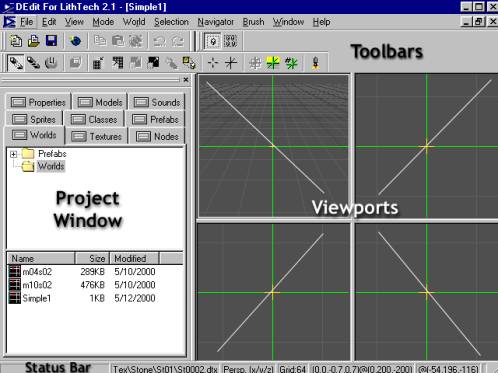 DEdit For LithTech 2.1 - [Simple1]
File Edit View Mode World Selection Navigator Brush Window Help
Toolbars
Properties Models Sounds
Sprites Classes Prefabs
Worlds Textures Nodes
Prefabs
Worlds
Project
Window
Viewports
Name Size Modified
m04s02 289KB 5/10/2000
m10s02 476KB 5/10/2000
Simple1 1KB 5/12/2000
Status Bar Tex\Stone\St01\St0002.dtx Persp. (x/y/z) Grid:64 (0.0,-0.7,0.7)@(0,200,-200) @(-54,196,-116)